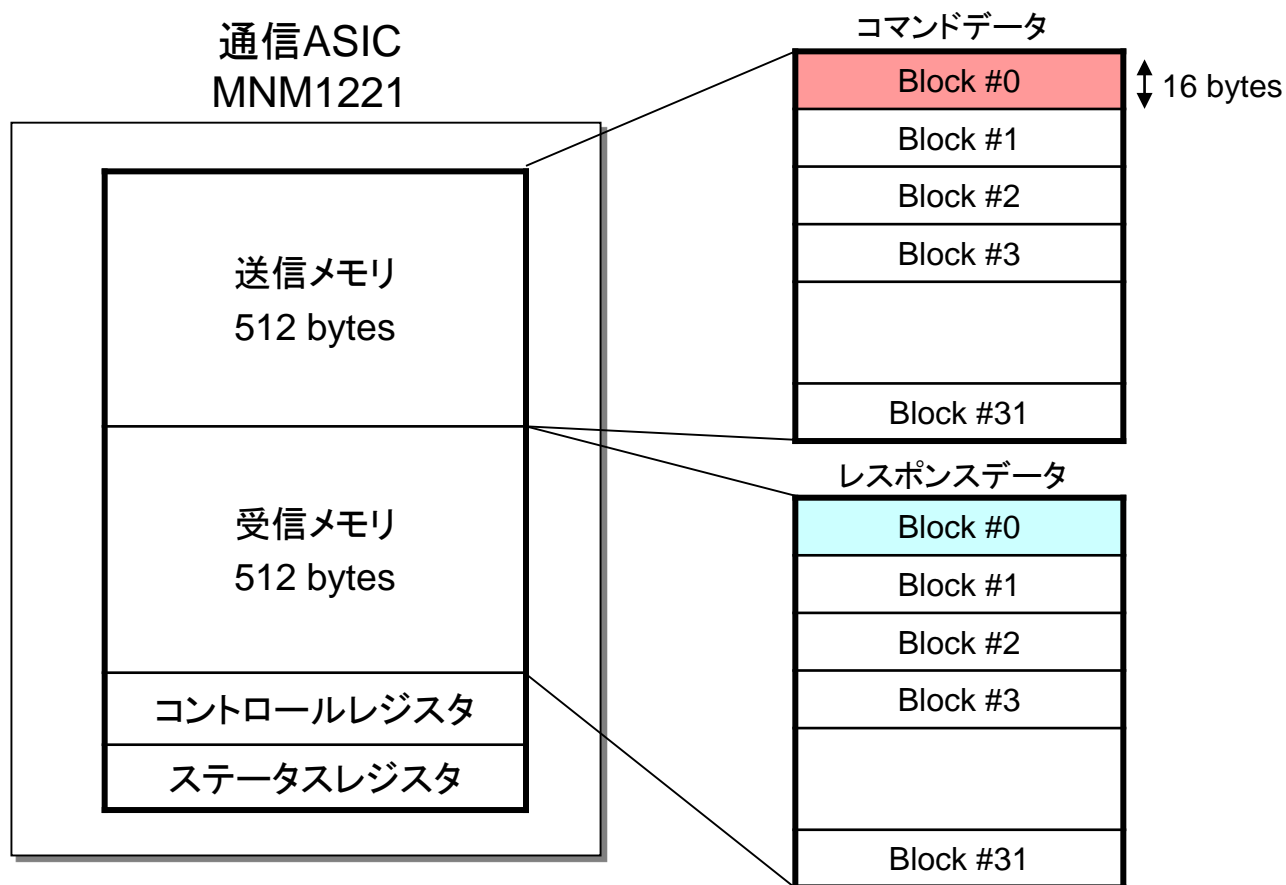 通信ASIC
MNM1221
送信メモリ
512 bytes
受信メモリ
512 bytes
コントロールレジスタ
ステータスレジスタ
コマンドデータ
Block #0
16 bytes
Block #1
Block #2
Block #3
Block #31
レスポンスデータ
Block #0
Block #1
Block #2
Block #3
Block #31